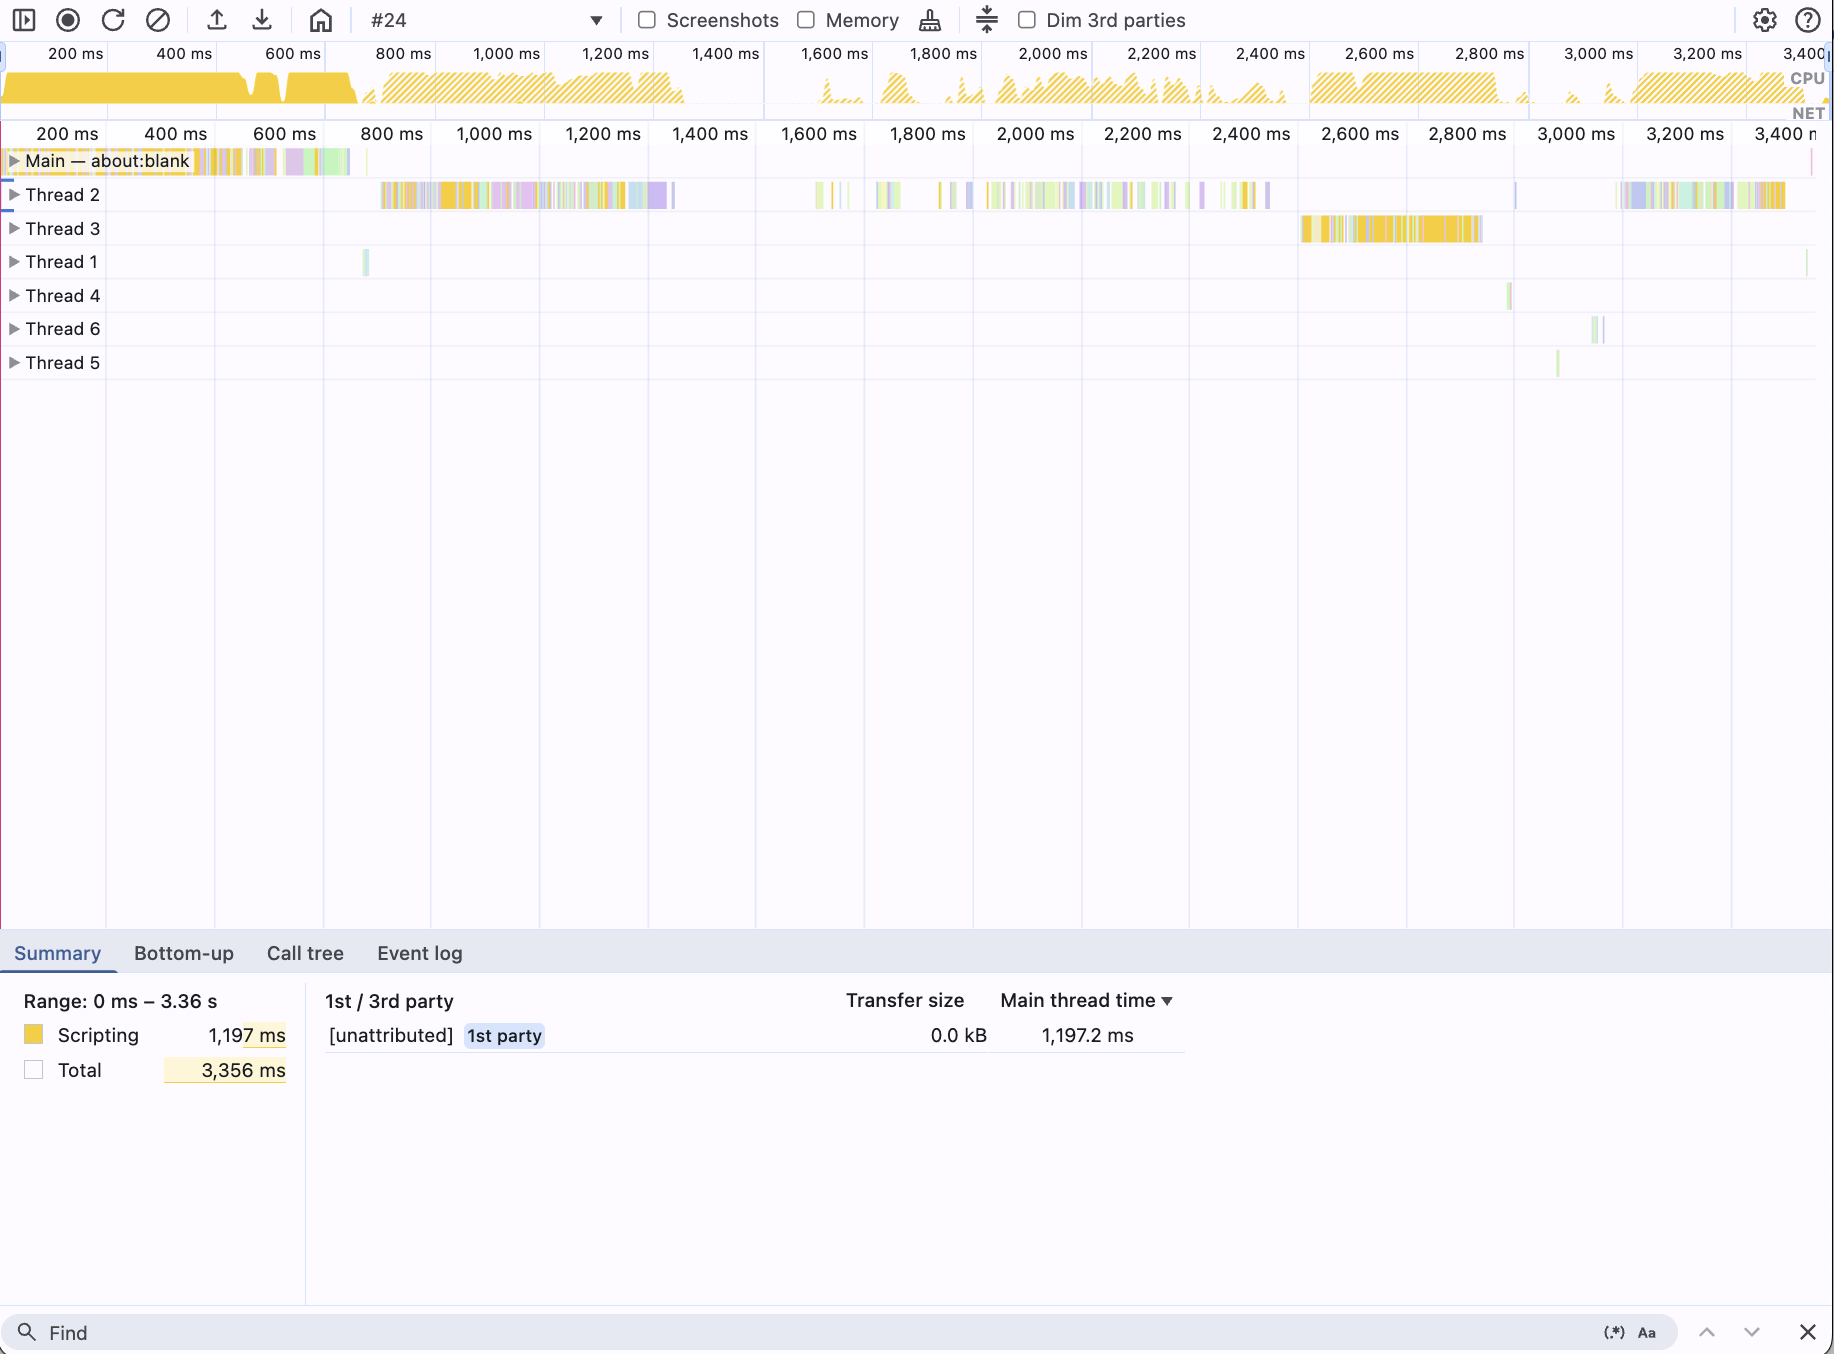 #24 Screenshots Memory Dim 3rd parties
200 ms 400 ms 600 ms 800 ms 1,000 ms 1,200 ms 1,400 ms 1,600 ms 1,800 ms 2,000 ms 2,200 ms 2,400 ms 2,600 ms 2,800 ms 3,000 ms 3,200 ms 3,400
CPU
NET
200 ms 400 ms 600 ms 800 ms 1,000 ms 1,200 ms 1,400 ms 1,600 ms 1,800 ms 2,000 ms 2,200 ms 2,400 ms 2,600 ms 2,800 ms 3,000 ms 3,200 ms 3,400 m
Main — about:blank
Thread 2
Thread 3
Thread 1
Thread 4
Thread 6
Thread 5
Summary Bottom-up Call tree Event log
Range: 0 ms – 3.36 s
Scripting 1,197 ms
Total 3,356 ms
1st / 3rd party Transfer size Main thread time
[unattributed] 1st party 0.0 kB 1,197.2 ms
Find (.*) Aa